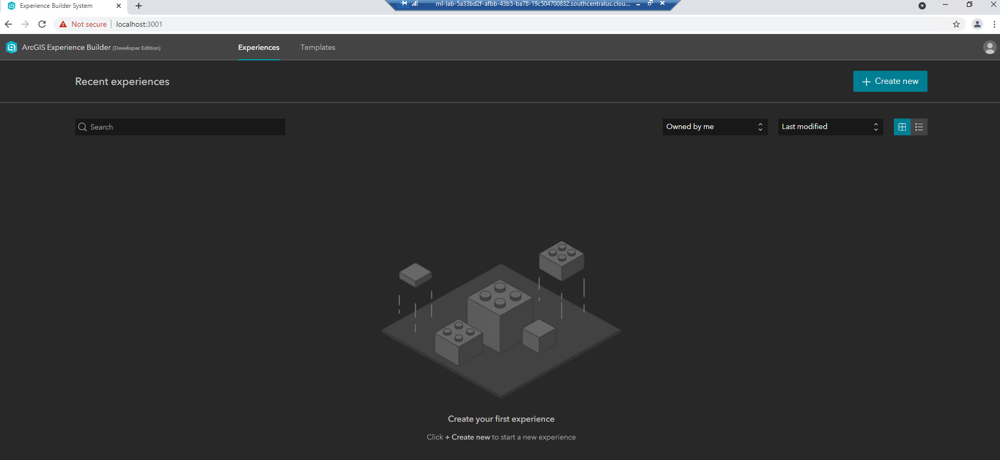 Experience Builder System
ml-lab-5a33bd2f-afbb-43b5-ba78-19c504700832.southcentralus.clou...
Not secure
localhost:3001
ArcGIS Experience Builder (Developer Edition)
Experiences
Templates
Recent experiences
+ Create new
Search
Owned by me
Last modified
Create your first experience
Click + Create new to start a new experience